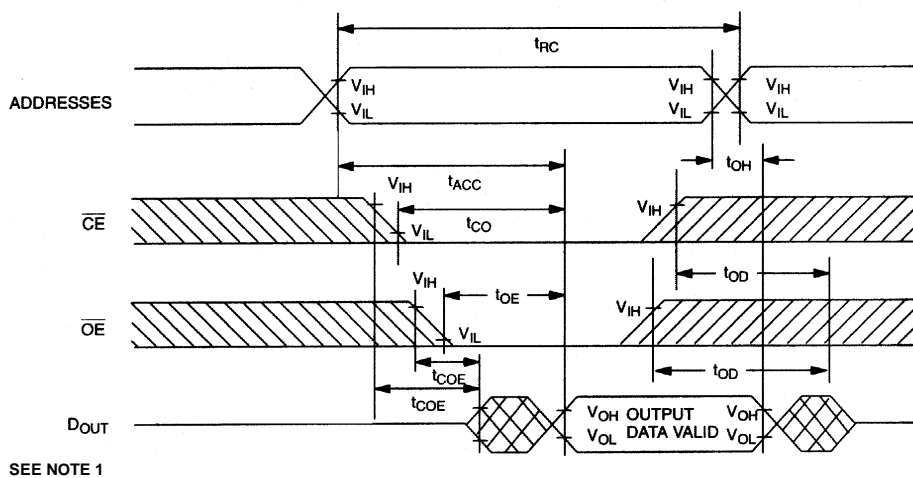 tRC
ADDRESSES
VIH VIH VIH
VIL VIL VIL
tOH
tACC
CE VIH tCO VIL VIH
tOD
OE VIH tOE VIL VIH
tCOE tOD
tCOE
DOUT VOH OUTPUT VOH
VOL DATA VALID VOL
SEE NOTE 1